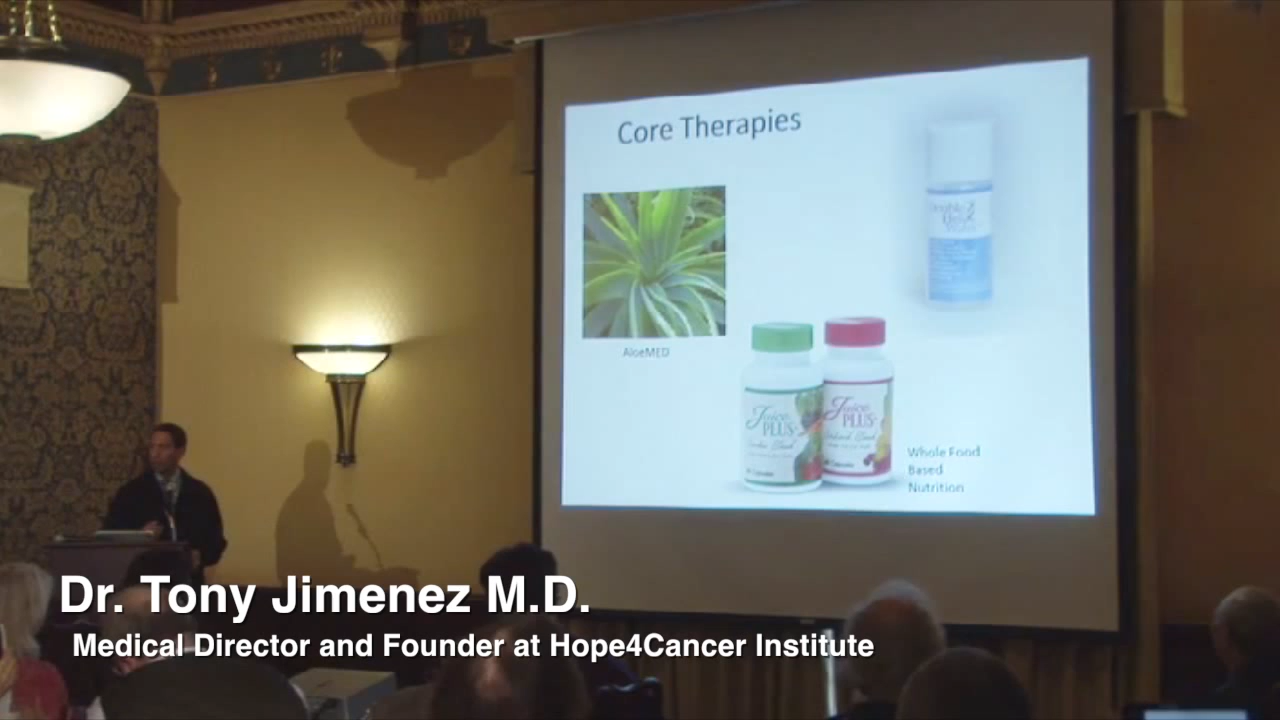 Core Therapies
AloeMED
Juice
PLUS+
Juice
PLUS+
Whole Food
Based
Nutrition
Dr. Tony Jimenez M.D.
Medical Director and Founder at Hope4Cancer Institute